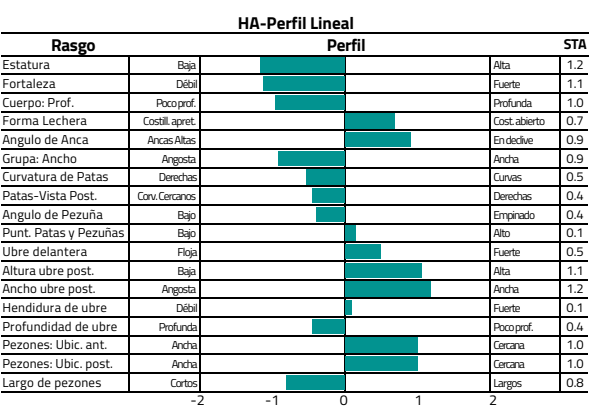 HA-Perfil Lineal
Rasgo Perfil STA
Estatura Baja Alta 1.2
Fortaleza Débil Fuerte 1.1
Cuerpo: Prof. Poco prof. Profunda 1.0
Forma Lechera Costill. apret. Cost. abierto 0.7
Angulo de Anca Ancas Altas En declive 0.9
Grupa: Ancho Angosta Ancha 0.9
Curvatura de Patas Derechas Curvas 0.5
Patas-Vista Post. Corv. Cercanos Derechas 0.4
Angulo de Pezuña Bajo Empinado 0.4
Punt. Patas y Pezuñas Bajo Alto 0.1
Ubre delantera Floja Fuerte 0.5
Altura ubre post. Baja Alta 1.1
Ancho ubre post. Angosta Ancha 1.2
Hendidura de ubre Débil Fuerte 0.1
Profundidad de ubre Profunda Poco prof. 0.4
Pezones: Ubic. ant. Ancha Cercana 1.0
Pezones: Ubic. post. Ancha Cercana 1.0
Largo de pezones Cortos Largos 0.8
-2 -1 0 1 2